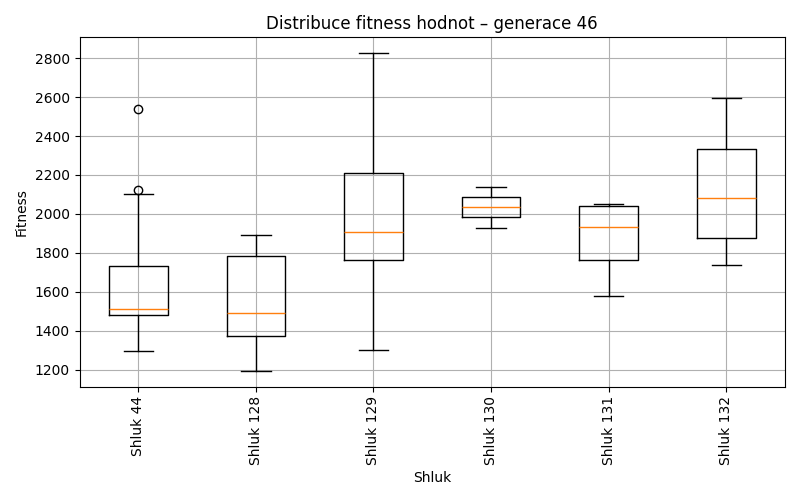 Distribuce fitness hodnot – generace 46
Fitness
2800
2600
2400
2200
2000
1800
1600
1400
1200
Shluk 44
Shluk 128
Shluk 129
Shluk 130
Shluk 131
Shluk 132
Shluk